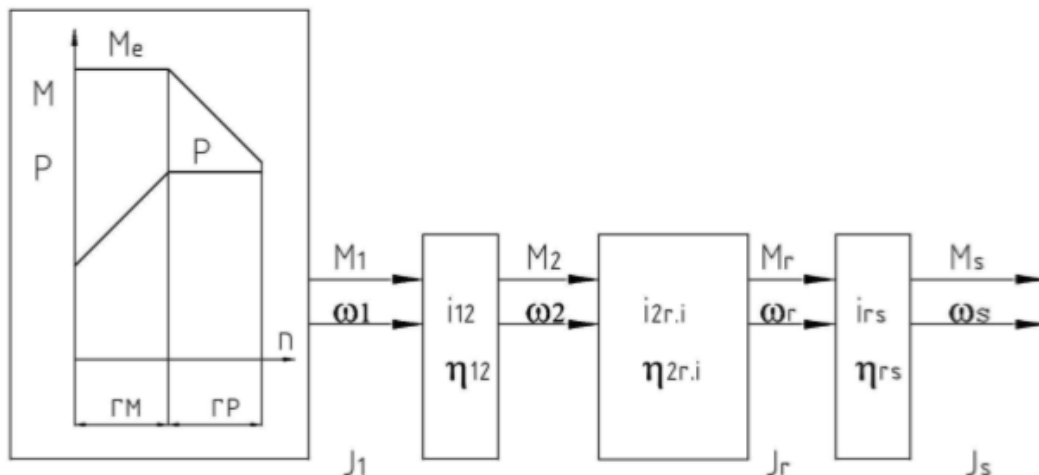 Me
M
P
P
n
rM rP
M1 M2 Mr Ms
ω1 i12 ω2 i2r.i ωr irs ωs
η12 η2r.i ηrs
J1 Jr Js